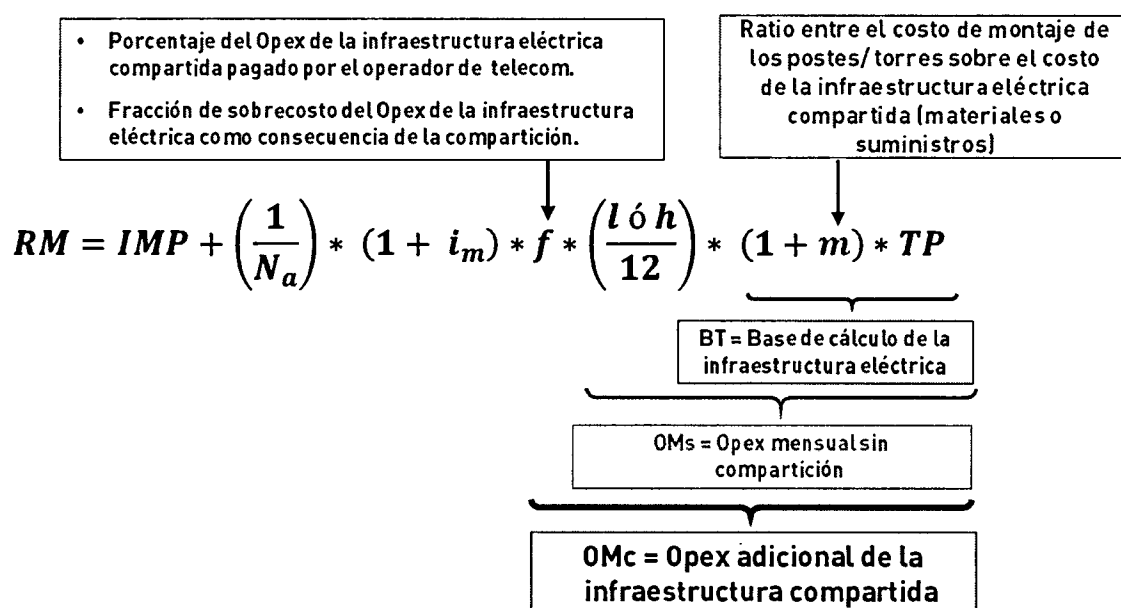 • Porcentaje del Opex de la infraestructura eléctrica
compartida pagado por el operador de telecom.
• Fracción de sobrecosto del Opex de la infraestructura
eléctrica como consecuencia de la compartición.
Ratio entre el costo de montaje de
los postes/ torres sobre el costo
de la infraestructura eléctrica
compartida (materiales o
suministros)
RM = IMP + (1/N_a) * (1 + i_m) * f * (l ó h/12) * (1 + m) * TP
BT = Base de cálculo de la
infraestructura eléctrica
OMs = Opex mensual sin
compartición
OMc = Opex adicional de la
infraestructura compartida